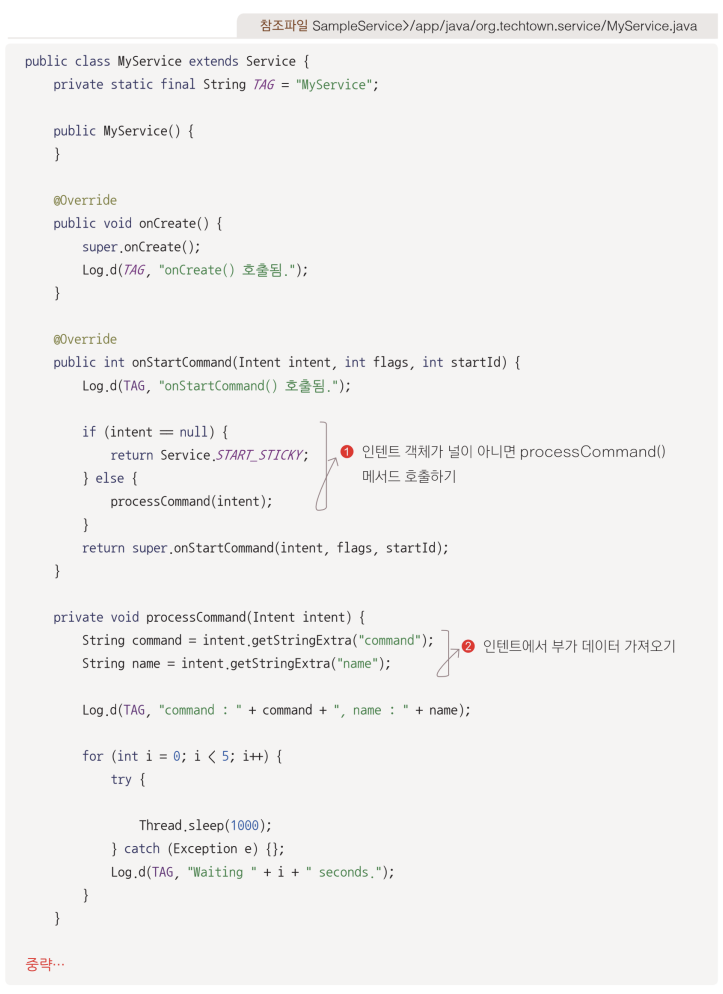 참조파일 SampleService>/app/java/org.techtown.service/MyService.java
public class MyService extends Service {
    private static final String TAG = "MyService";

    public MyService() {
    }

    @Override
    public void onCreate() {
        super.onCreate();
        Log.d(TAG, "onCreate() 호출됨.");
    }

    @Override
    public int onStartCommand(Intent intent, int flags, int startId) {
        Log.d(TAG, "onStartCommand() 호출됨.");

        if (intent == null) {
            return Service.START_STICKY;
        } else {
            processCommand(intent);
        }
        return super.onStartCommand(intent, flags, startId);
    }
❶ 인텐트 객체가 널이 아니면 processCommand()
메서드 호출하기

    private void processCommand(Intent intent) {
        String command = intent.getStringExtra("command");
        String name = intent.getStringExtra("name");
❷ 인텐트에서 부가 데이터 가져오기

        Log.d(TAG, "command : " + command + ", name : " + name);

        for (int i = 0; i < 5; i++) {
            try {

                Thread.sleep(1000);
            } catch (Exception e) {};
            Log.d(TAG, "Waiting " + i + " seconds.");
        }
    }

중략…